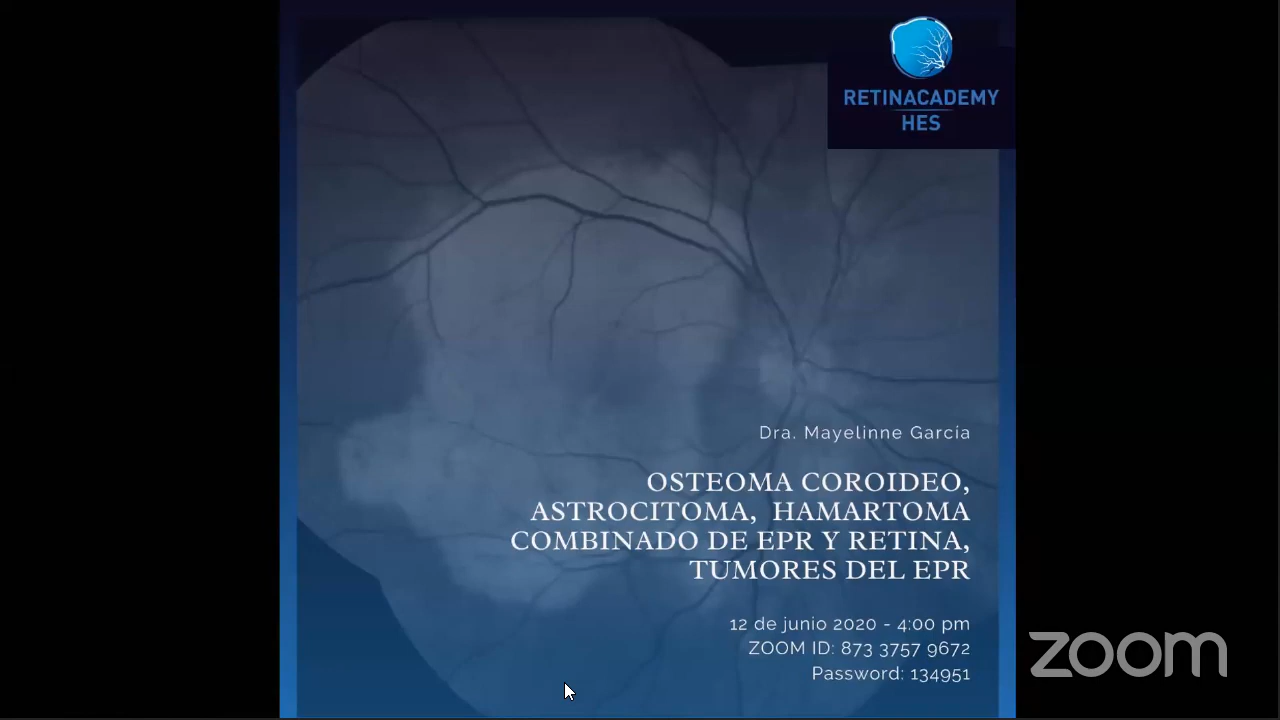 RETINACADEMY
HES
Dra. Mayelinne García
OSTEOMA COROIDEO,
ASTROCITOMA, HAMARTOMA
COMBINADO DE EPR Y RETINA,
TUMORES DEL EPR
12 de junio 2020 - 4:00 pm
ZOOM ID: 873 3757 9672
Password: 134951
zoom